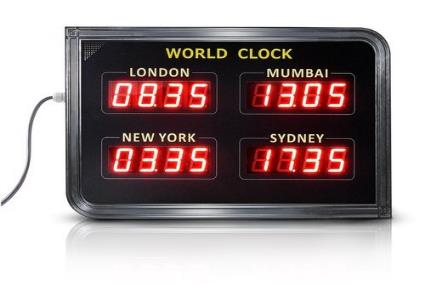 WORLD CLOCK
LONDON MUMBAI
08.35 13.05
NEW YORK SYDNEY
03.35 17.35